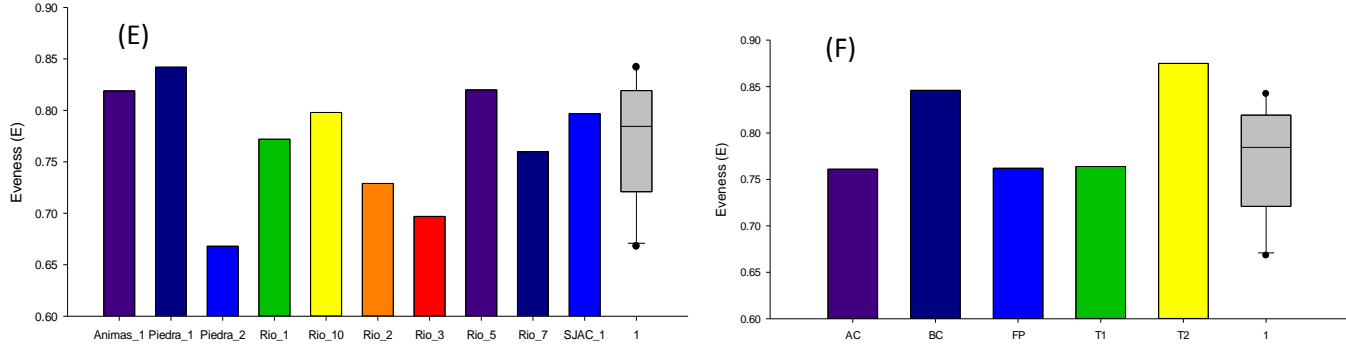 (E)
Eveness (E)
0.90
0.85
0.80
0.75
0.70
0.65
0.60
Animas_1 Piedra_1 Piedra_2 Rio_1 Rio_10 Rio_2 Rio_3 Rio_5 Rio_7 SJAC_1 1
(F)
Eveness (E)
0.90
0.85
0.80
0.75
0.70
0.65
0.60
AC BC FP T1 T2 1